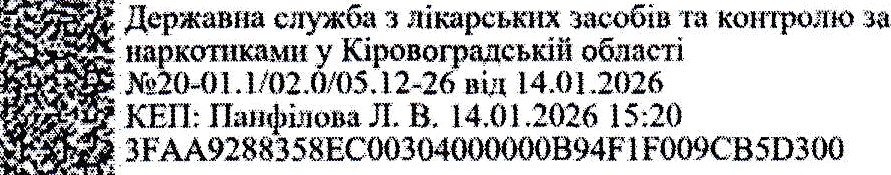 Державна служба з лікарських засобів та контролю за
наркотиками у Кіровоградській області
№20-01.1/02.0/05.12-26 від 14.01.2026
КЕП: Панфілова Л. В. 14.01.2026 15:20
3FAA9288358EC00304000000B94F1F009CB5D300